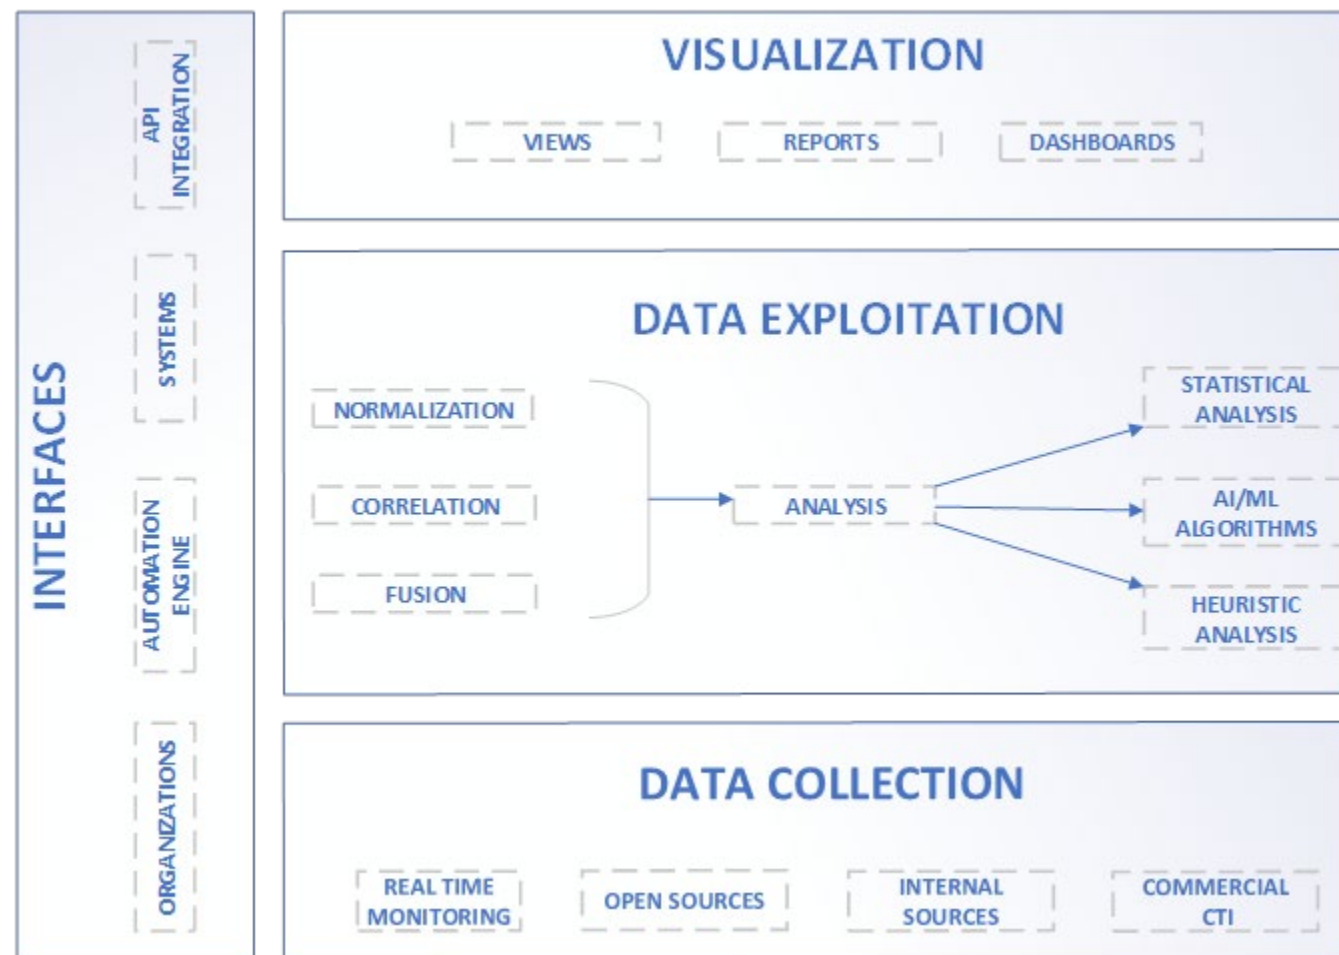 INTERFACES
API
INTEGRATION
SYSTEMS
AUTOMATION
ENGINE
ORGANIZATIONS
VISUALIZATION
VIEWS
REPORTS
DASHBOARDS
DATA EXPLOITATION
NORMALIZATION
CORRELATION
FUSION
ANALYSIS
STATISTICAL
ANALYSIS
AI/ML
ALGORITHMS
HEURISTIC
ANALYSIS
DATA COLLECTION
REAL TIME
MONITORING
OPEN SOURCES
INTERNAL
SOURCES
COMMERCIAL
CTI